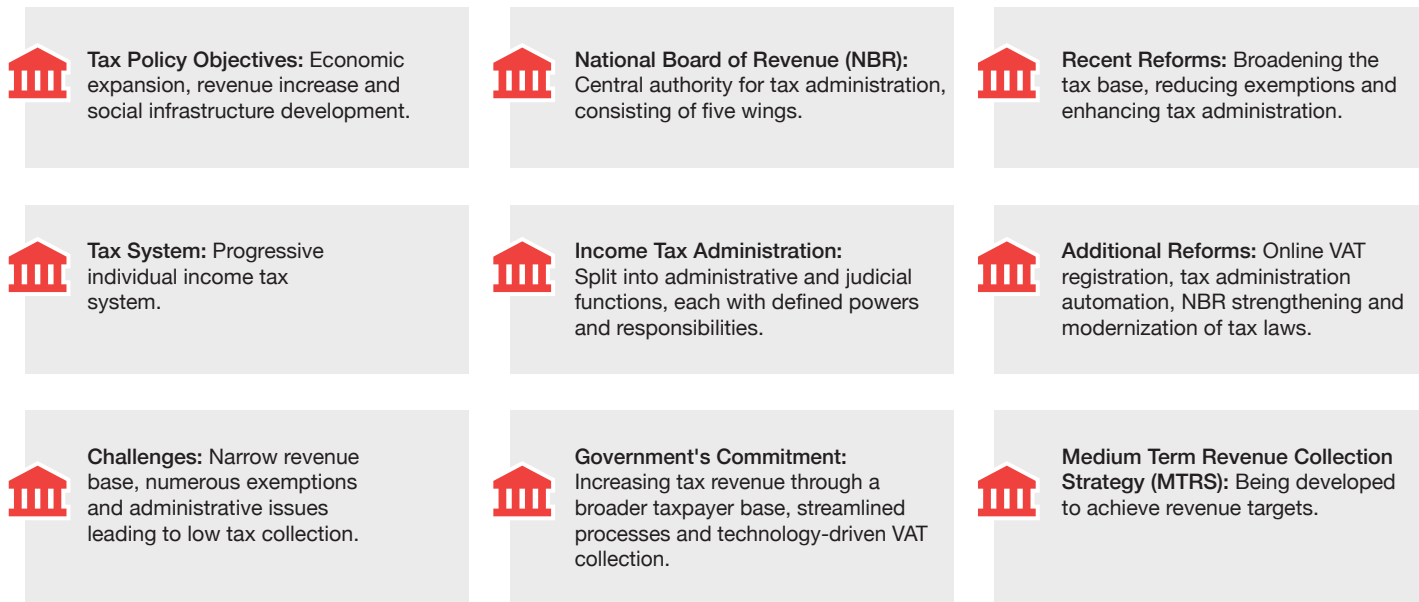 Tax Policy Objectives: Economic
expansion, revenue increase and
social infrastructure development.
National Board of Revenue (NBR):
Central authority for tax administration,
consisting of five wings.
Recent Reforms: Broadening the
tax base, reducing exemptions and
enhancing tax administration.
Tax System: Progressive
individual income tax
system.
Income Tax Administration:
Split into administrative and judicial
functions, each with defined powers
and responsibilities.
Additional Reforms: Online VAT
registration, tax administration
automation, NBR strengthening and
modernization of tax laws.
Challenges: Narrow revenue
base, numerous exemptions
and administrative issues
leading to low tax collection.
Government's Commitment:
Increasing tax revenue through a
broader taxpayer base, streamlined
processes and technology-driven VAT
collection.
Medium Term Revenue Collection
Strategy (MTRS): Being developed
to achieve revenue targets.